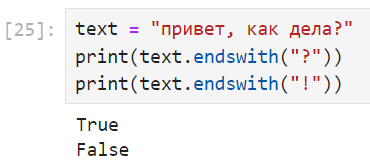 [25]: text = "привет, как дела?"
print(text.endswith("?"))
print(text.endswith("!"))
True
False